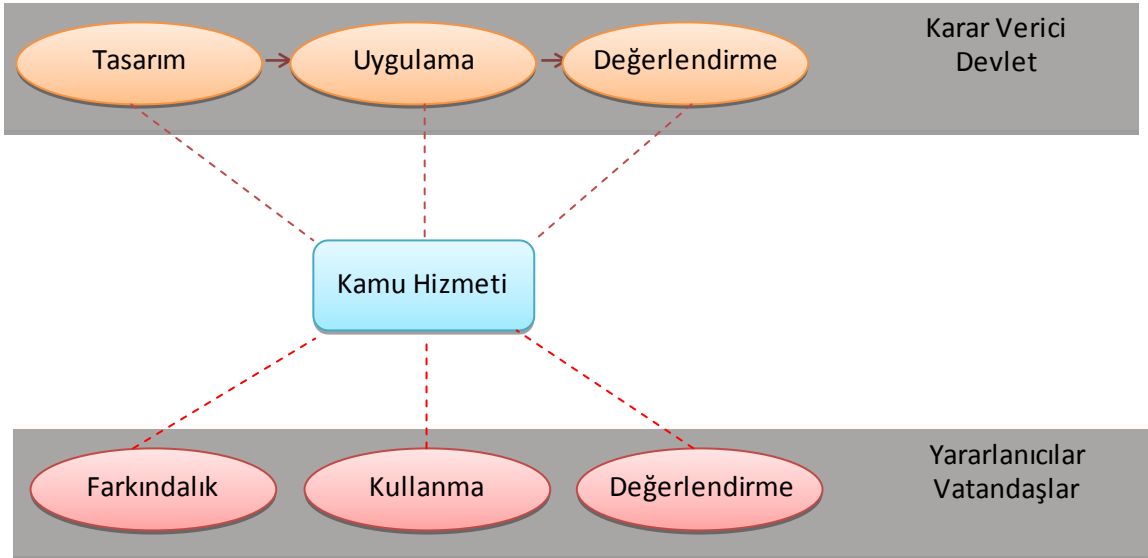 Tasarım
Uygulama
Değerlendirme
Karar Verici
Devlet
Kamu Hizmeti
Farkındalık
Kullanma
Değerlendirme
Yararlanıcılar
Vatandaşlar